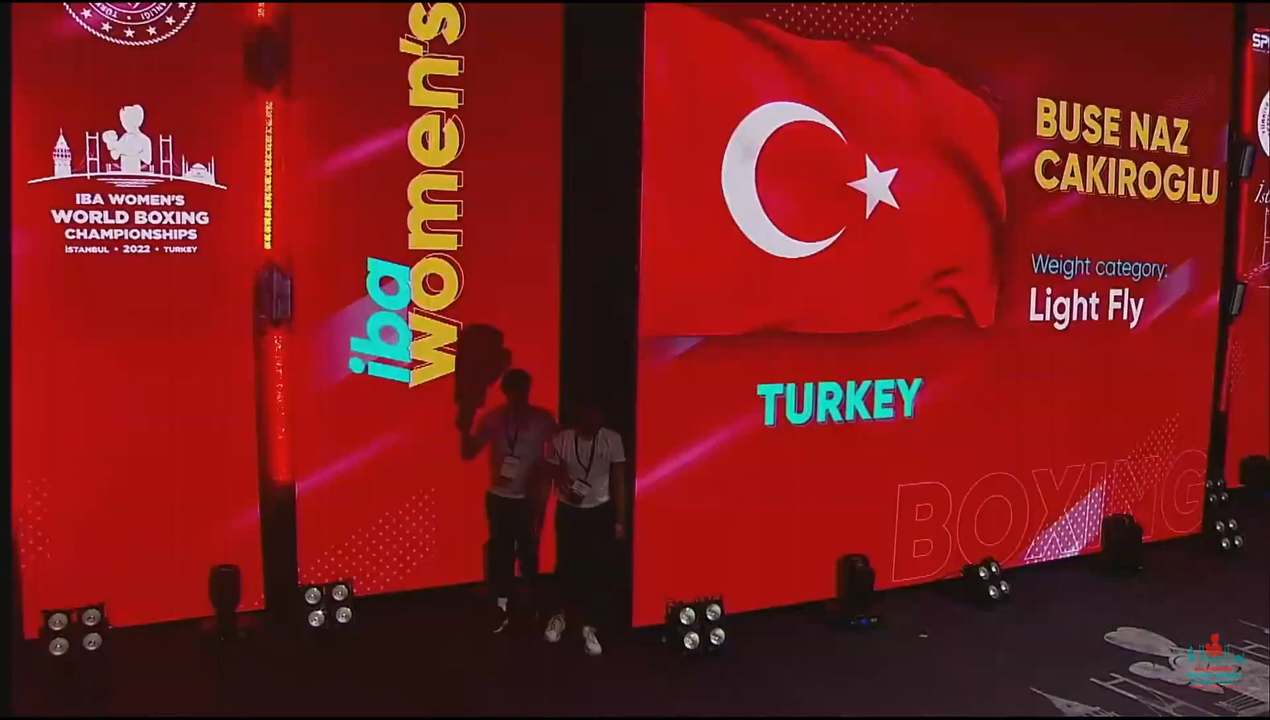 IBA WOMEN'S
WORLD BOXING
CHAMPIONSHIPS
İSTANBUL • 2022 • TURKEY
iba
women's
BUSE NAZ
CAKIROGLU
Weight category:
Light Fly
TURKEY
BOXING